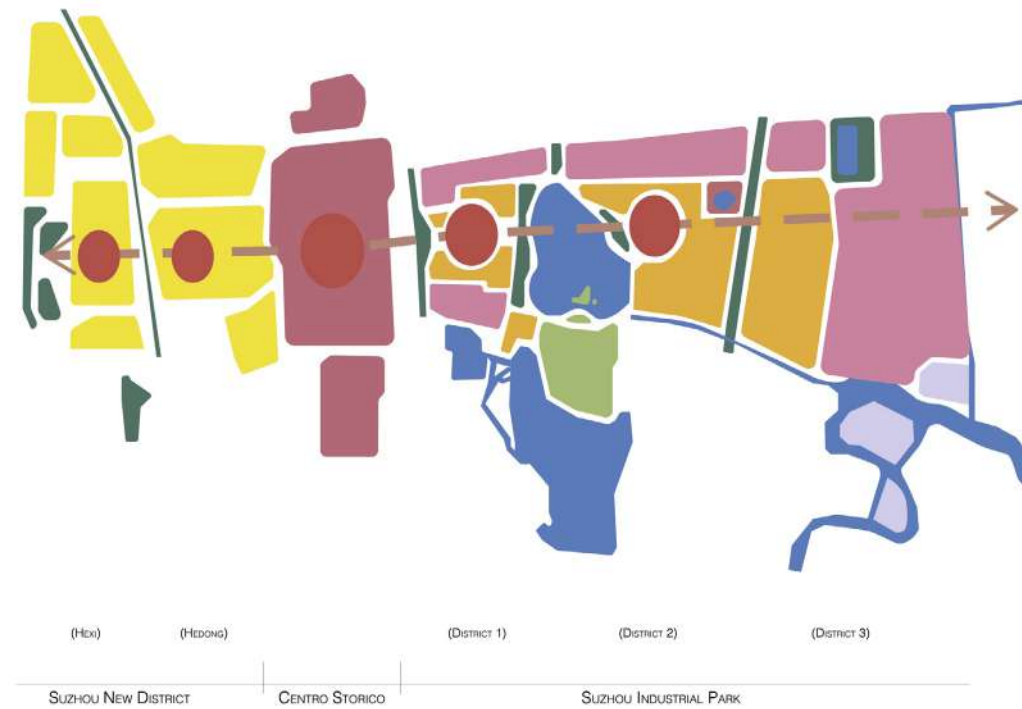 (Hexi)
(Hedong)
(District 1)
(District 2)
(District 3)
Suzhou New District
Centro Storico
Suzhou Industrial Park